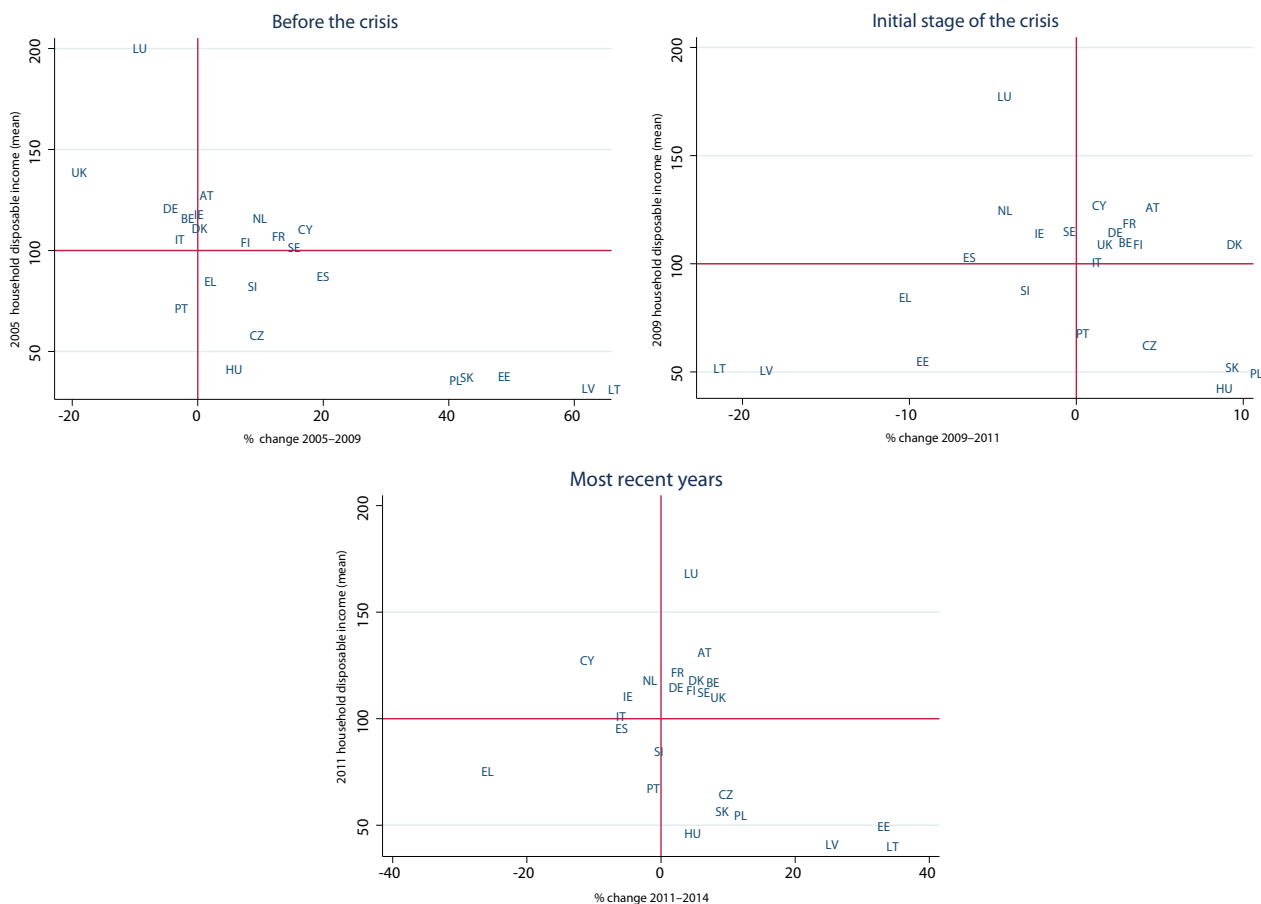 Before the crisis
2005 household disposable income (mean)
200
150
100
50
LU
UK
AT
DE
BE
IE
DK
IT
NL
CY
FR
FI
SE
EL
SI
ES
PT
CZ
HU
PL
SK
EE
LV
LT
-20
0
20
40
60
% change 2005–2009
Initial stage of the crisis
2009 household disposable income (mean)
200
150
100
50
LU
NL
CY
AT
IE
SE
FR
DE
UK
BE
FI
DK
ES
IT
EL
SI
PT
CZ
EE
LT
LV
SK
PL
HU
-20
-10
0
10
% change 2009–2011
Most recent years
2011 household disposable income (mean)
200
150
100
50
LU
AT
CY
FR
NL
DK
BE
DE
FI
SE
UK
IE
IT
ES
SI
EL
PT
CZ
SK
PL
HU
EE
LV
LT
-40
-20
0
20
40
% change 2011–2014